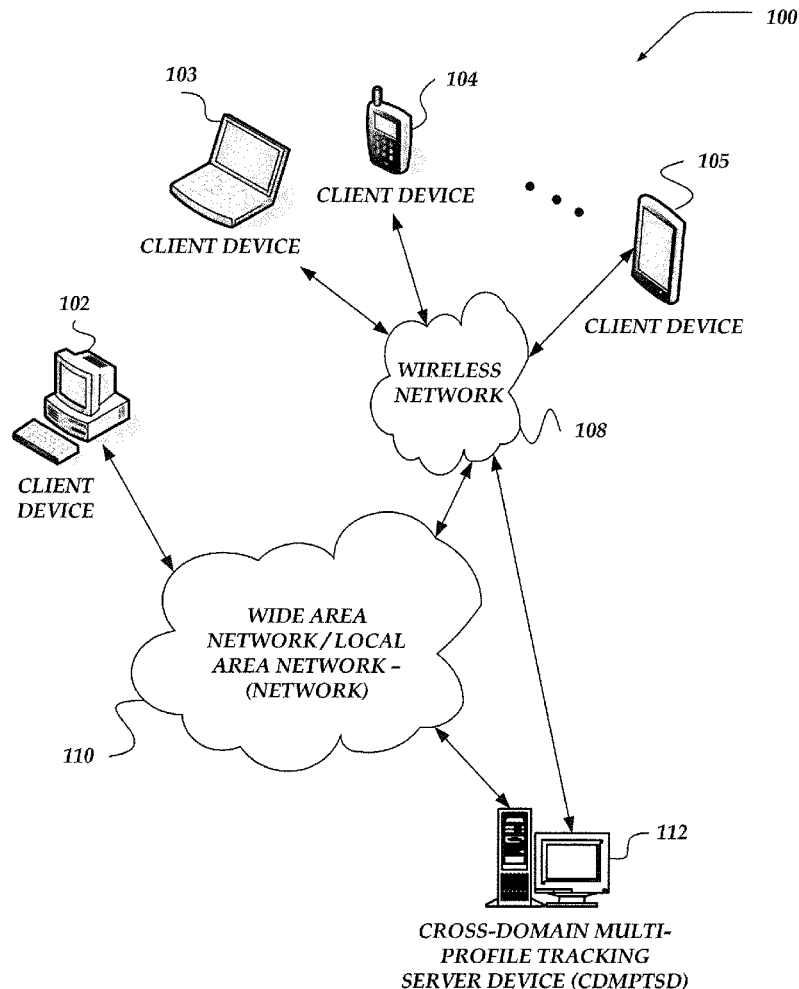 100
103
104
105
CLIENT DEVICE
CLIENT DEVICE
CLIENT DEVICE
102
WIRELESS
NETWORK
108
CLIENT
DEVICE
WIDE AREA
NETWORK / LOCAL
AREA NETWORK –
(NETWORK)
110
112
CROSS-DOMAIN MULTI-
PROFILE TRACKING
SERVER DEVICE (CDMPTSD)